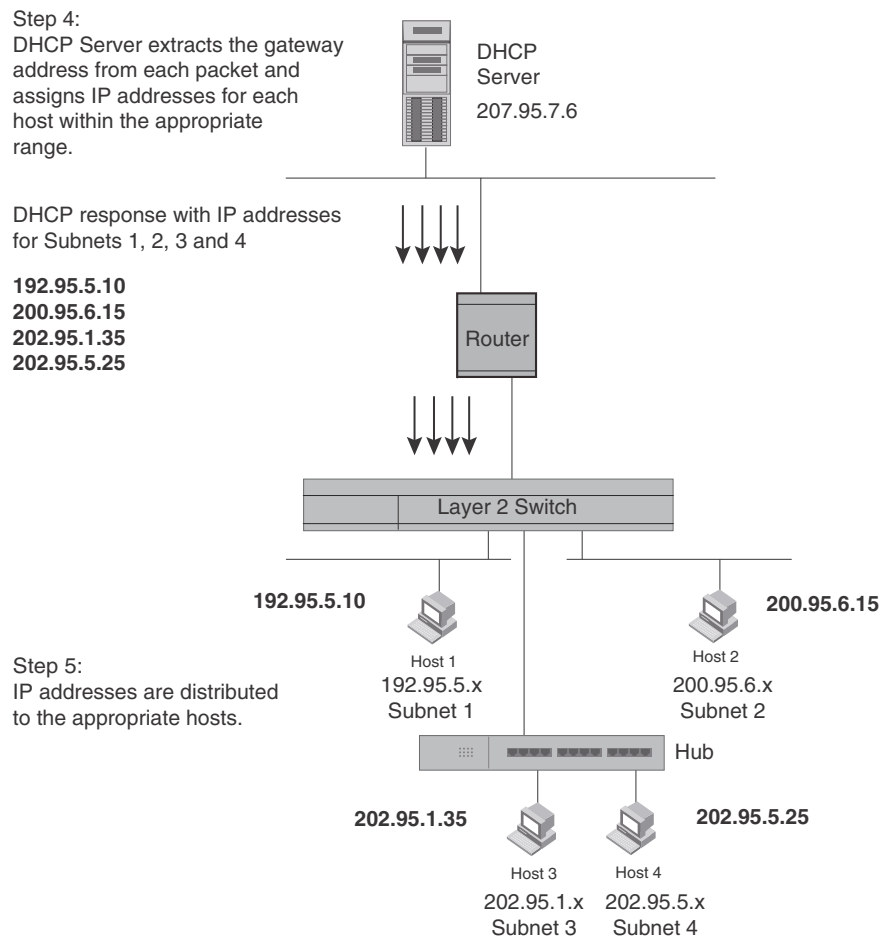 Step 4:
DHCP Server extracts the gateway
address from each packet and
assigns IP addresses for each
host within the appropriate
range.
DHCP
Server
207.95.7.6
DHCP response with IP addresses
for Subnets 1, 2, 3 and 4
192.95.5.10
200.95.6.15
202.95.1.35
202.95.5.25
Router
Layer 2 Switch
192.95.5.10
200.95.6.15
Host 1
192.95.5.x
Subnet 1
Host 2
200.95.6.x
Subnet 2
Step 5:
IP addresses are distributed
to the appropriate hosts.
Hub
202.95.1.35
202.95.5.25
Host 3
202.95.1.x
Subnet 3
Host 4
202.95.5.x
Subnet 4